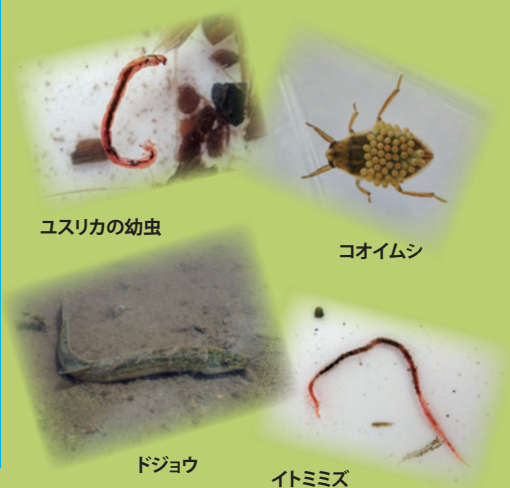 ユスリカの幼虫
コオイムシ
ドジョウ
イトミミズ